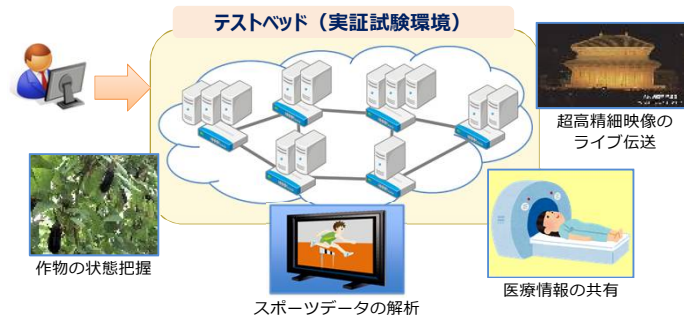 テストベッド（実証試験環境）
超高精細映像の
ライブ伝送
作物の状態把握
スポーツデータの解析
医療情報の共有